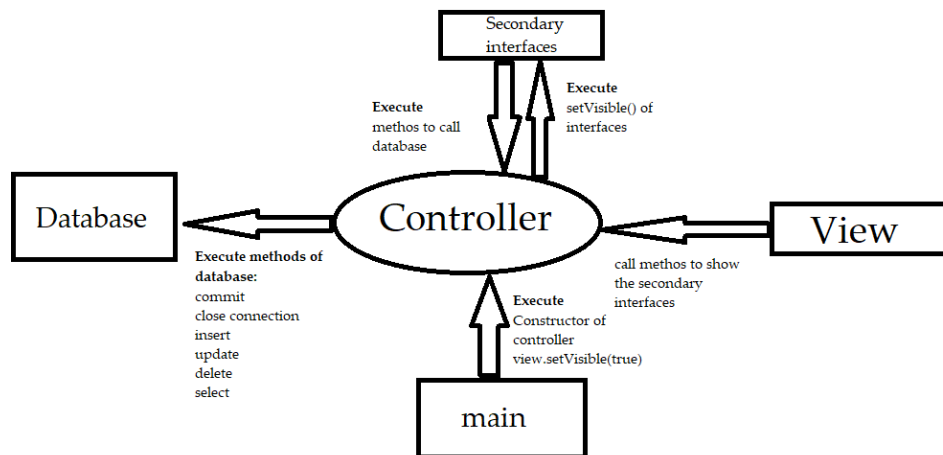 Secondary
interfaces
Execute
methos to call
database
Execute
setVisible() of
interfaces
Database
Controller
View
Execute methods of
database:
commit
close connection
insert
update
delete
select
call methos to show
the secondary
interfaces
Execute
Constructor of
controller
view.setVisible(true)
main